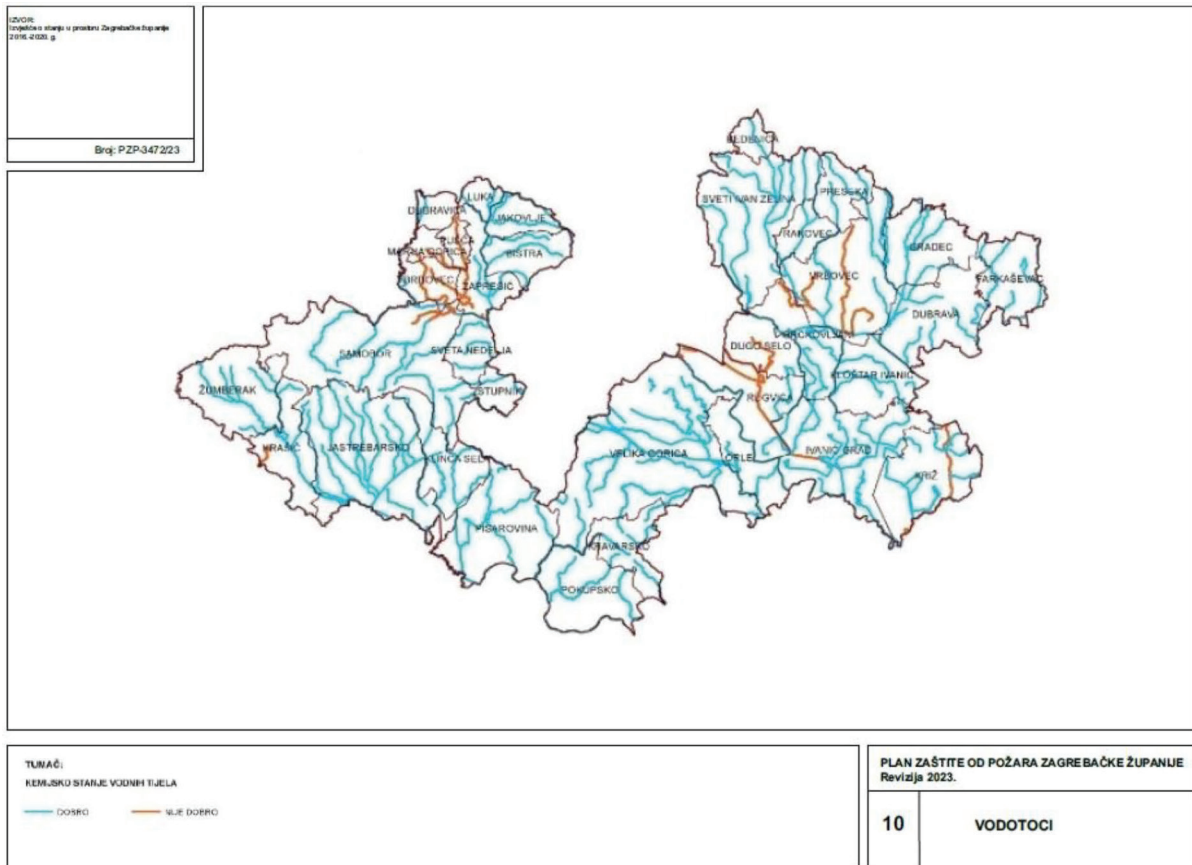 IZVOR:
Izvješće o stanju u prostoru Zagrebačke županije
2016.-2020. g.
Broj: PZP-3472/23
BEDENICA
SVETI IVAN ZELINA
PRESEKA
RAKOVEC
GRADEC
VRBOVEC
FARKAŠEVAC
DUBRAVA
LUKA
DUBRAVICA
JAKOVLJE
MARIJA GORICA
BISTRA
BRDOVEC
ZAPREŠIĆ
BRCKOVLJANI
DUGO SELO
SAMOBOR
SVETA NEDELJA
KLOŠTAR IVANIĆ
ŽUMBERAK
STUPNIK
RUGVICA
KRAŠIĆ
JASTREBARSKO
VELIKA GORICA
ORLE
IVANIĆ GRAD
KRIŽ
PISAROVINA
KRAVARSKO
POKUPSKO
TUMAČ:
KEMIJSKO STANJE VODNIH TIJELA
DOBRO
NIJE DOBRO
PLAN ZAŠTITE OD POŽARA ZAGREBAČKE ŽUPANIJE
Revizija 2023.
10
VODOTOCI